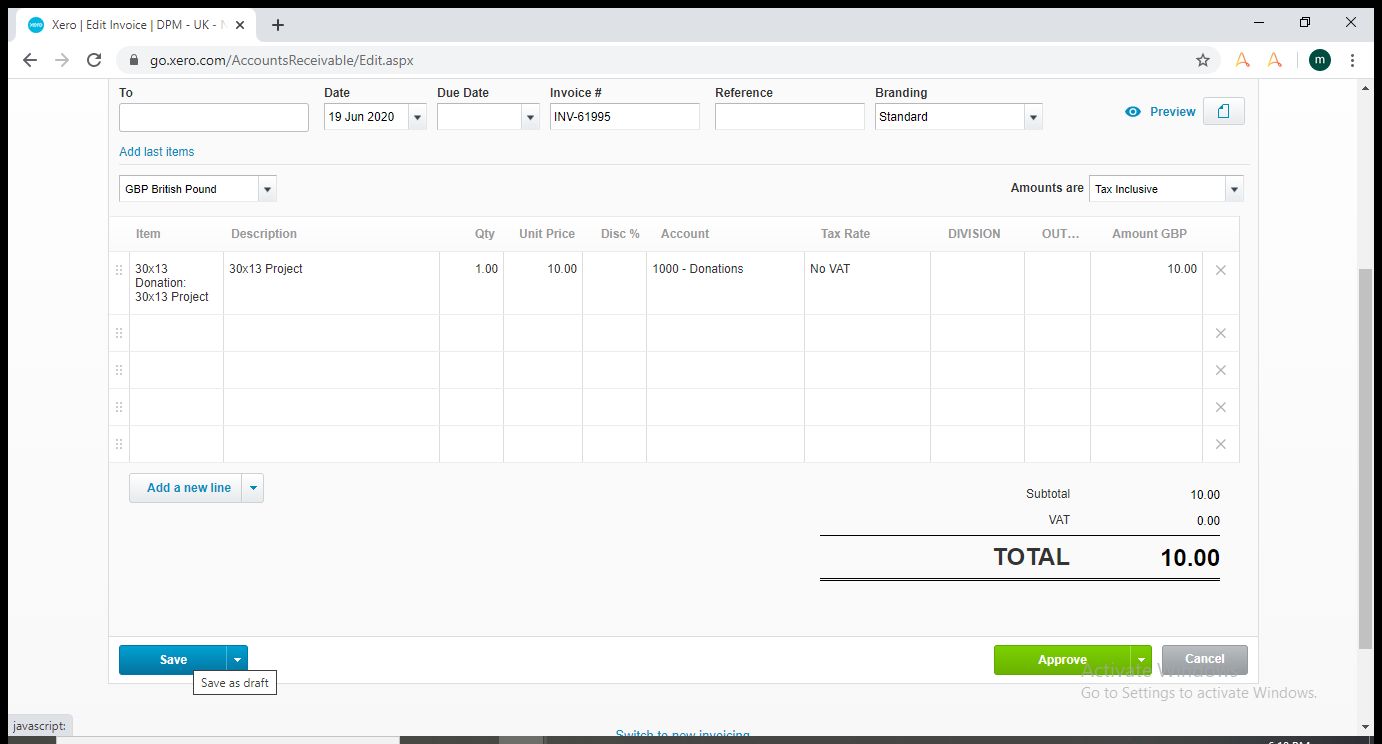 xero Xero | Edit Invoice | DPM - UK -
go.xero.com/AccountsReceivable/Edit.aspx
m
To Date Due Date Invoice # Reference Branding
19 Jun 2020 INV-61995 Standard Preview
Add last items
GBP British Pound Amounts are Tax Inclusive
Item Description Qty Unit Price Disc % Account Tax Rate DIVISION OUT... Amount GBP
30x13 30x13 Project 1.00 10.00 1000 - Donations No VAT 10.00
Donation:
30x13 Project
Add a new line
Subtotal 10.00
VAT 0.00
TOTAL 10.00
Save Approve Cancel
Activate Windows
Save as draft
Go to Settings to activate Windows.
javascript:
Switch to new invoicing